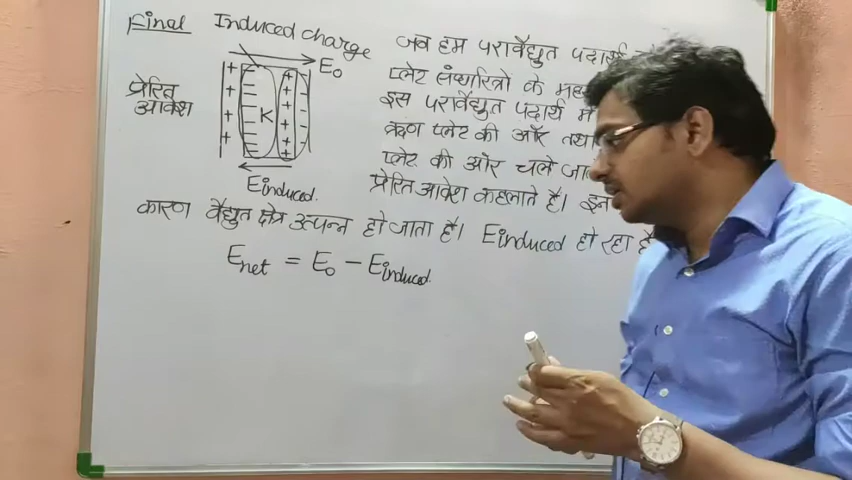 Final Induced charge
जब हम परावैद्युत पदार्थ
E₀
प्लेट संधारित्रो के मध्य
प्रेरित
आवेश
इस परावैद्युत पदार्थ में
K
ऋण प्लेट की ओर तथा
प्लेट की ओर चले
Einduced.
प्रेरित आवेश कहलाते है। इन
कारण वैद्युत क्षेत्र उत्पन्न हो जाता है। Einduced हो रहा है
Enet = E₀ - Einduced.